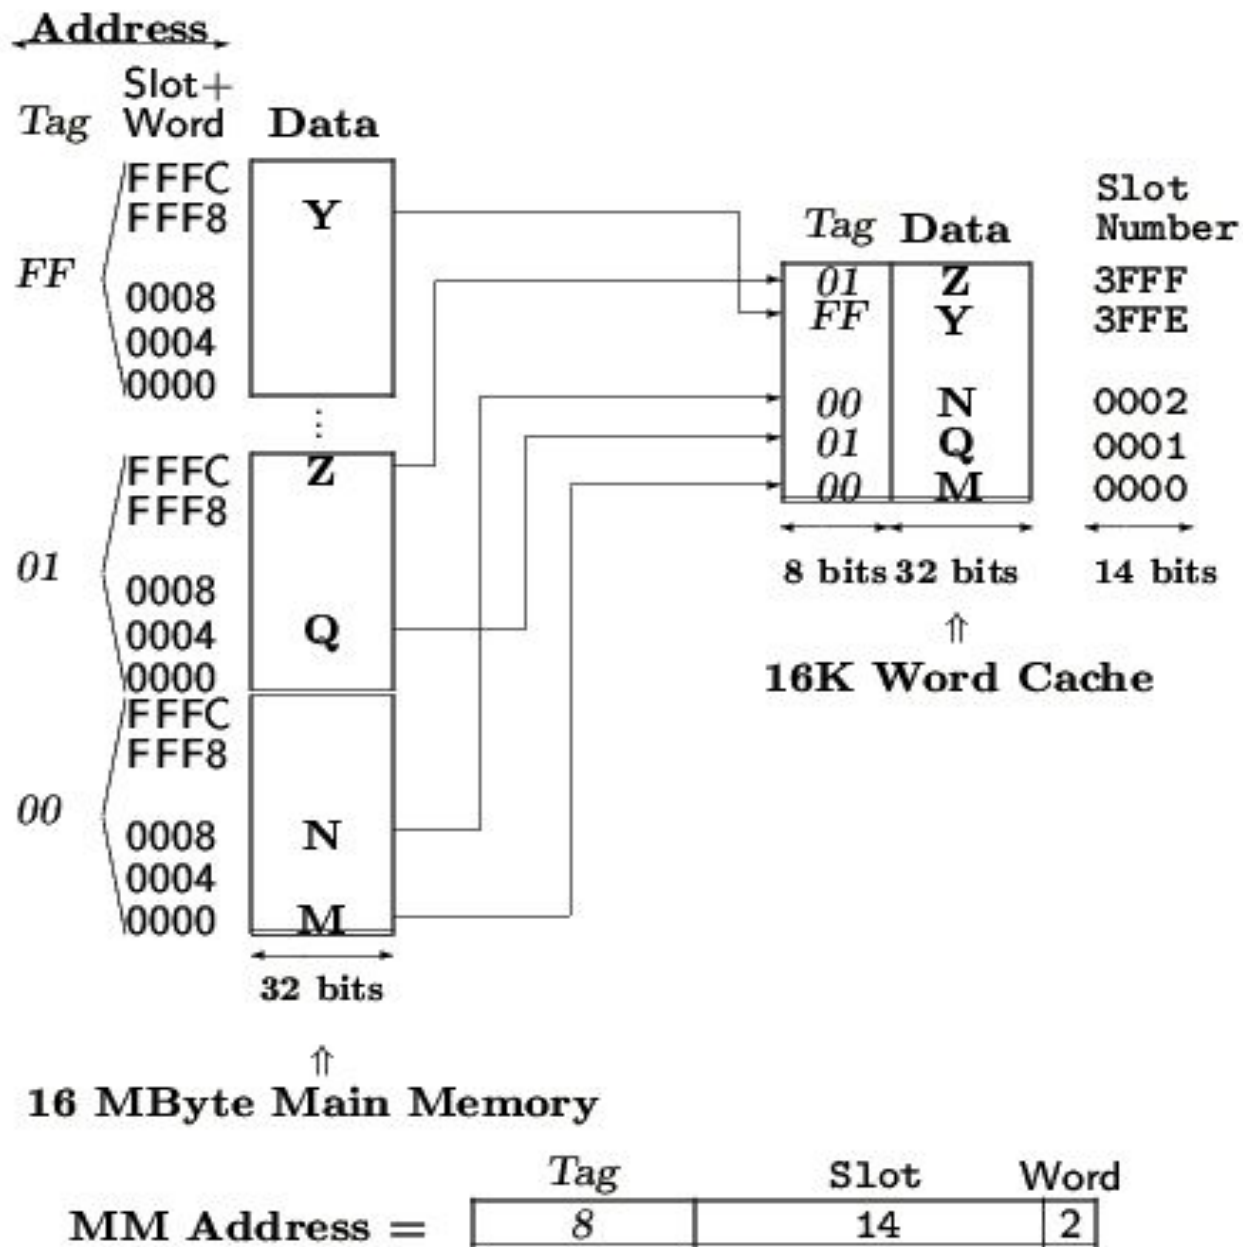 Address
Slot+
Tag Word Data
FFFC
FFF8 Y
FF
0008
0004
0000
⋮
FFFC Z
FFF8
01
0008
0004 Q
0000
FFFC
FFF8
00
0008 N
0004
0000 M
32 bits
⇑
16 MByte Main Memory
Slot
Tag Data Number
01 Z 3FFF
FF Y 3FFE
00 N 0002
01 Q 0001
00 M 0000
8 bits 32 bits 14 bits
⇑
16K Word Cache
Tag Slot Word
MM Address = 8 14 2